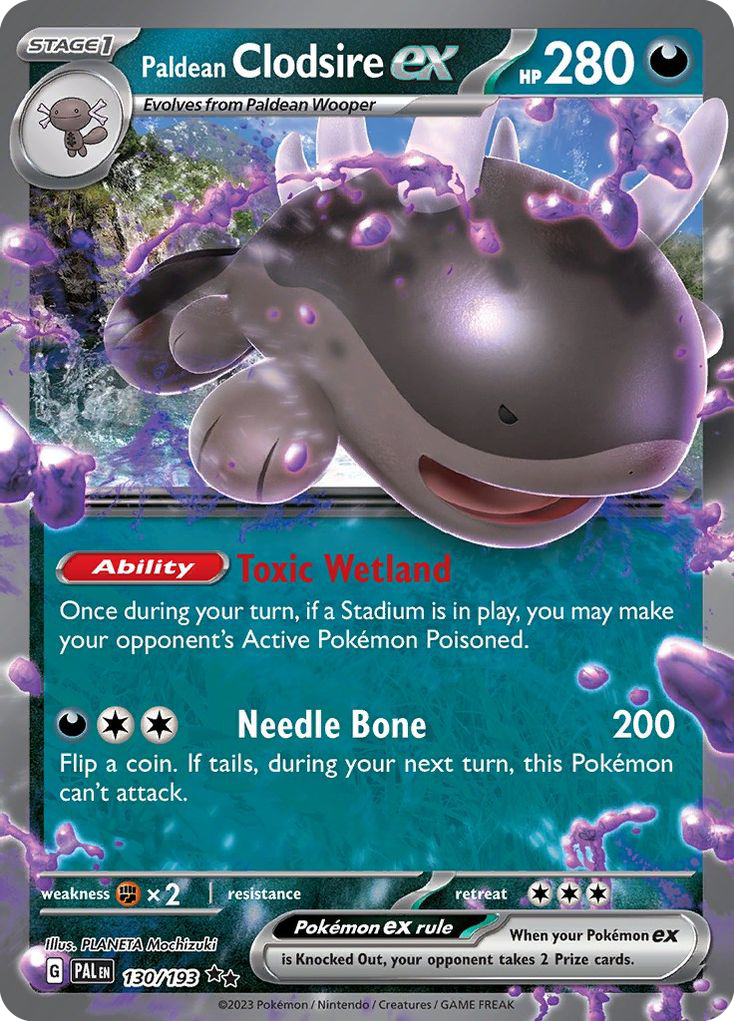 STAGE 1
Paldean Clodsire ex
HP 280
Evolves from Paldean Wooper
Ability Toxic Wetland
Once during your turn, if a Stadium is in play, you may make
your opponent's Active Pokémon Poisoned.
Needle Bone 200
Flip a coin. If tails, during your next turn, this Pokémon
can't attack.
weakness ×2 resistance retreat
Illus. PLANETA Mochizuki
Pokémon ex rule
When your Pokémon ex
is Knocked Out, your opponent takes 2 Prize cards.
G PAL EN 130/193
©2023 Pokémon / Nintendo / Creatures / GAME FREAK